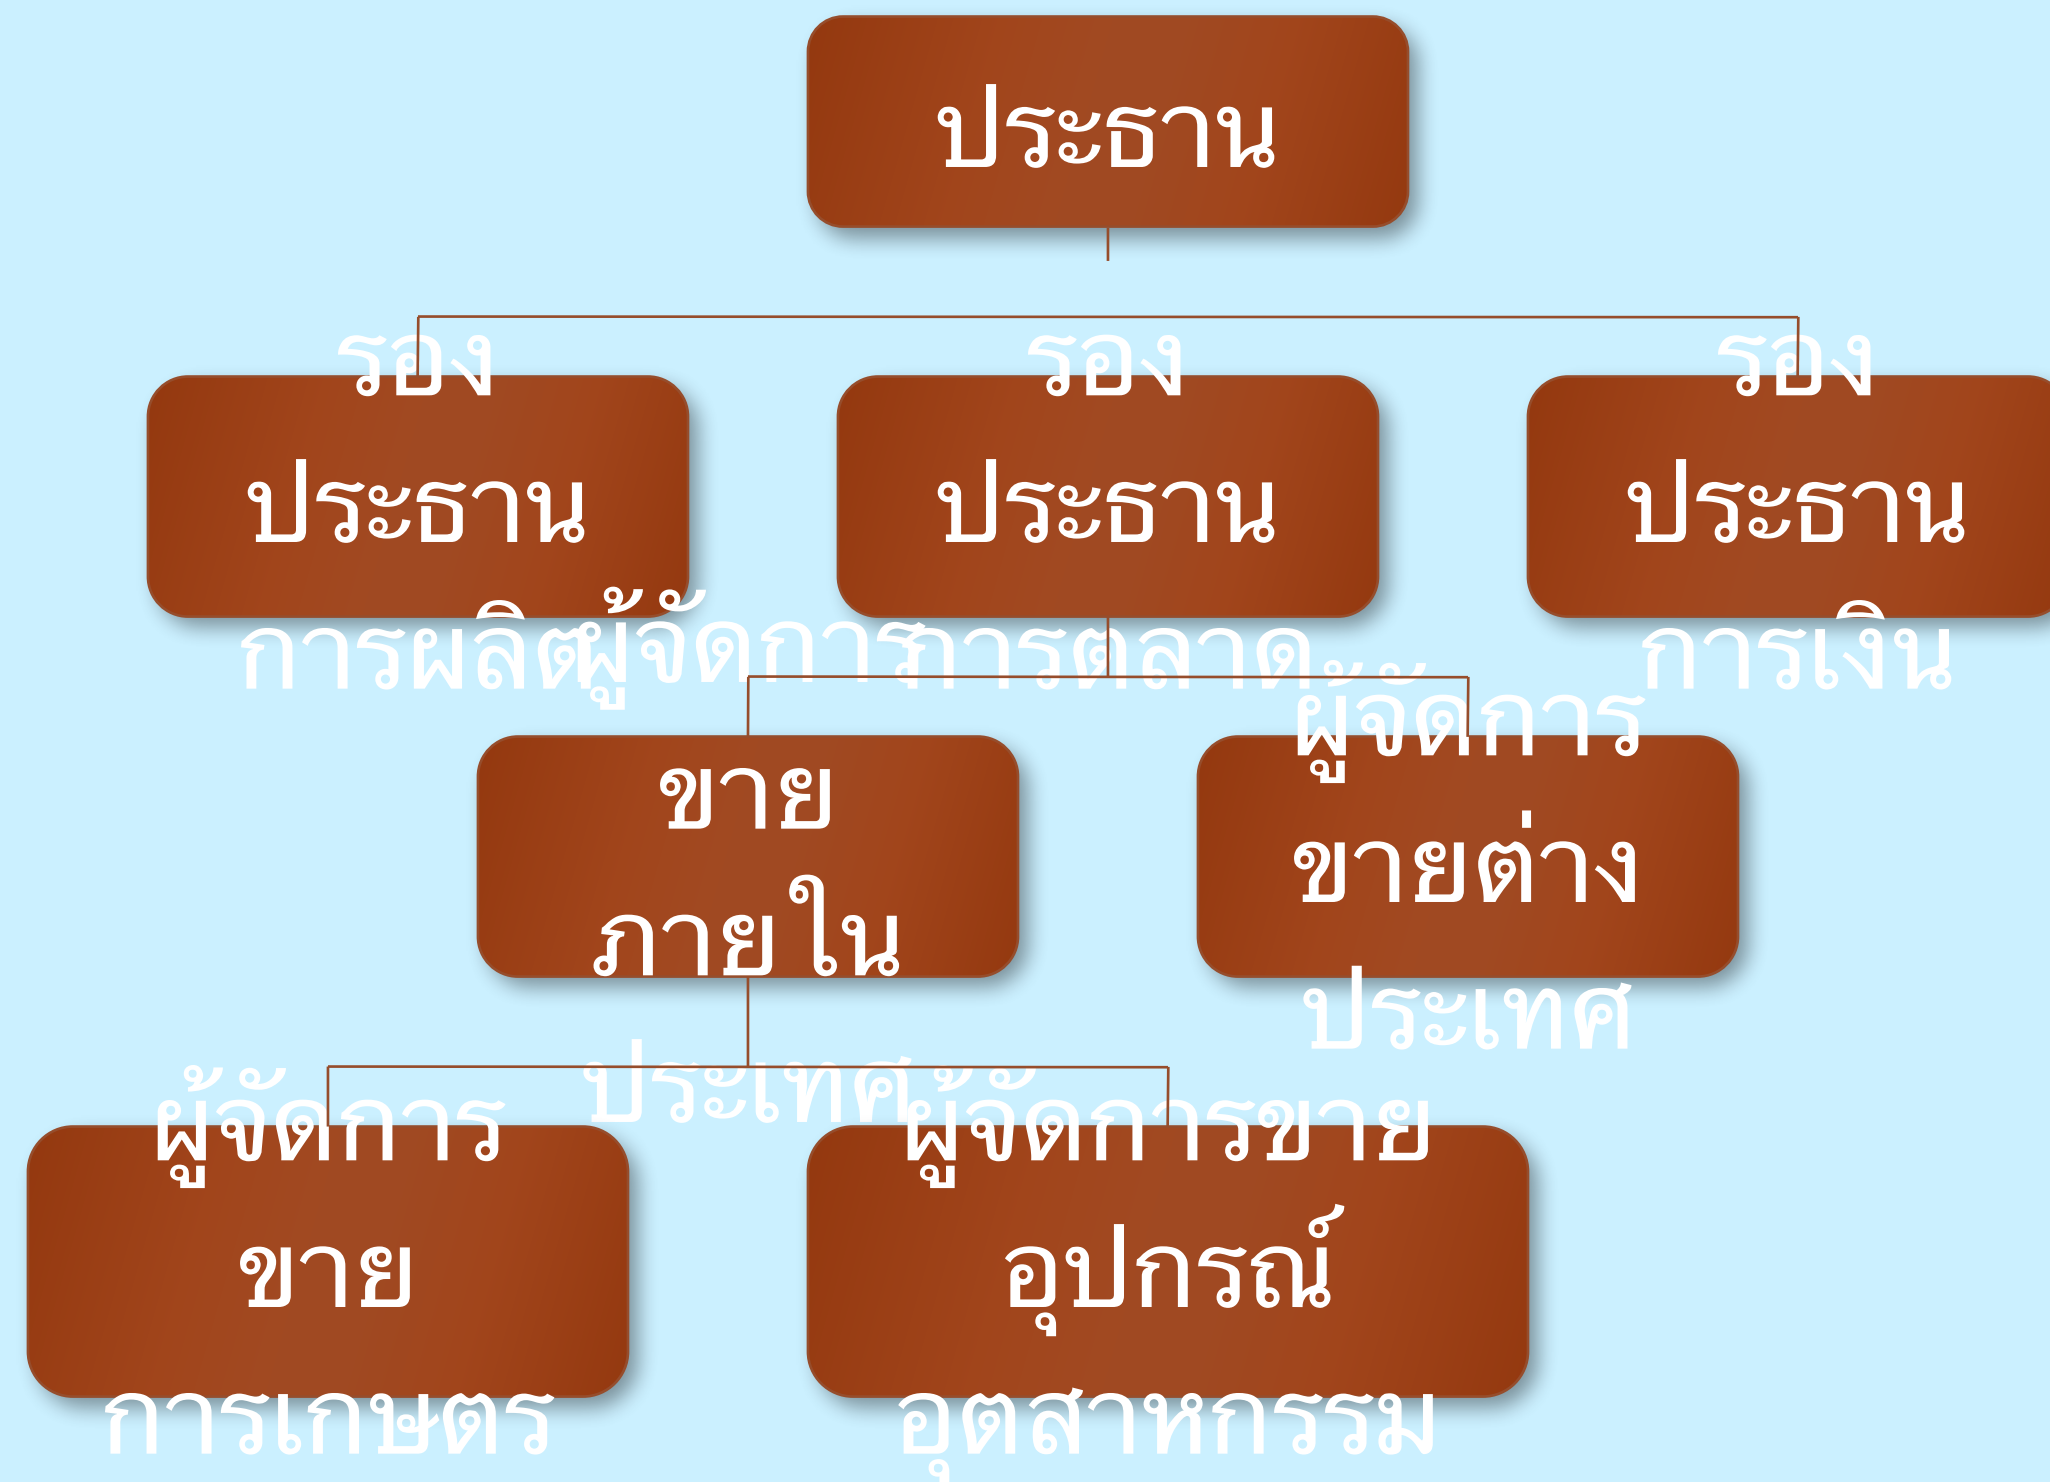 ประธาน
รอง
ประธาน
การผลิต
รอง
ประธาน
การตลาด
รอง
ประธาน
การเงิน
ผู้จัดการ
ขาย
ภายใน
ประเทศ
ผู้จัดการ
ขายต่าง
ประเทศ
ผู้จัดการ
ขาย
การเกษตร
ผู้จัดการขาย
อุปกรณ์
อุตสาหกรรม